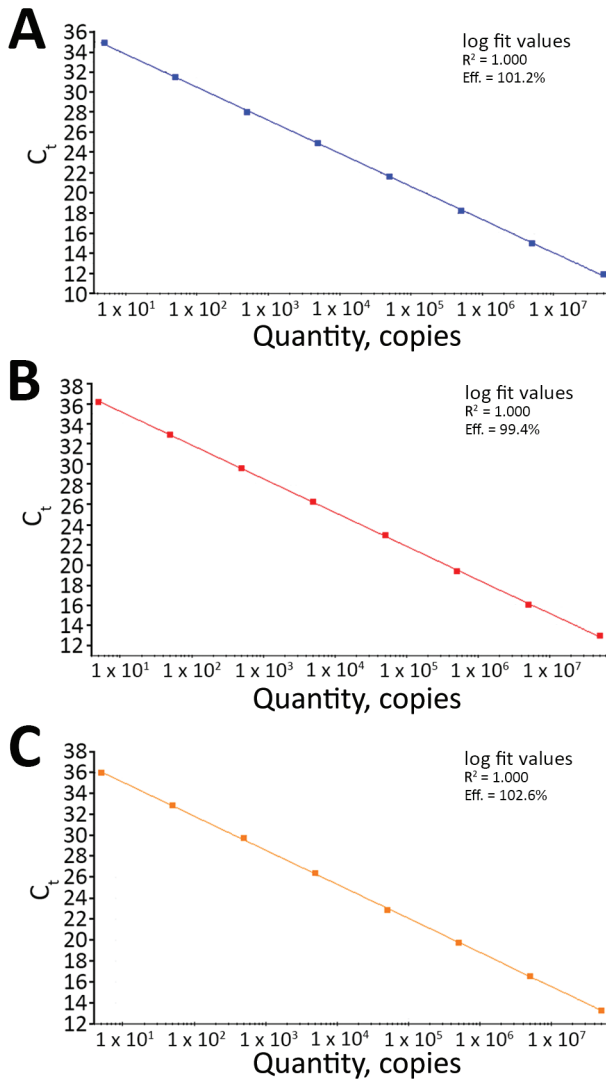 A
log fit values
R² = 1.000
Eff. = 101.2%
36
34
32
30
28
26
24
22
20
18
16
14
12
10
Cₜ
1 x 10¹ 1 x 10² 1 x 10³ 1 x 10⁴ 1 x 10⁵ 1 x 10⁶ 1 x 10⁷
Quantity, copies
B
log fit values
R² = 1.000
Eff. = 99.4%
38
36
34
32
30
28
26
24
22
20
18
16
14
12
Cₜ
1 x 10¹ 1 x 10² 1 x 10³ 1 x 10⁴ 1 x 10⁵ 1 x 10⁶ 1 x 10⁷
Quantity, copies
C
log fit values
R² = 1.000
Eff. = 102.6%
38
36
34
32
30
28
26
24
22
20
18
16
14
12
Cₜ
1 x 10¹ 1 x 10² 1 x 10³ 1 x 10⁴ 1 x 10⁵ 1 x 10⁶ 1 x 10⁷
Quantity, copies